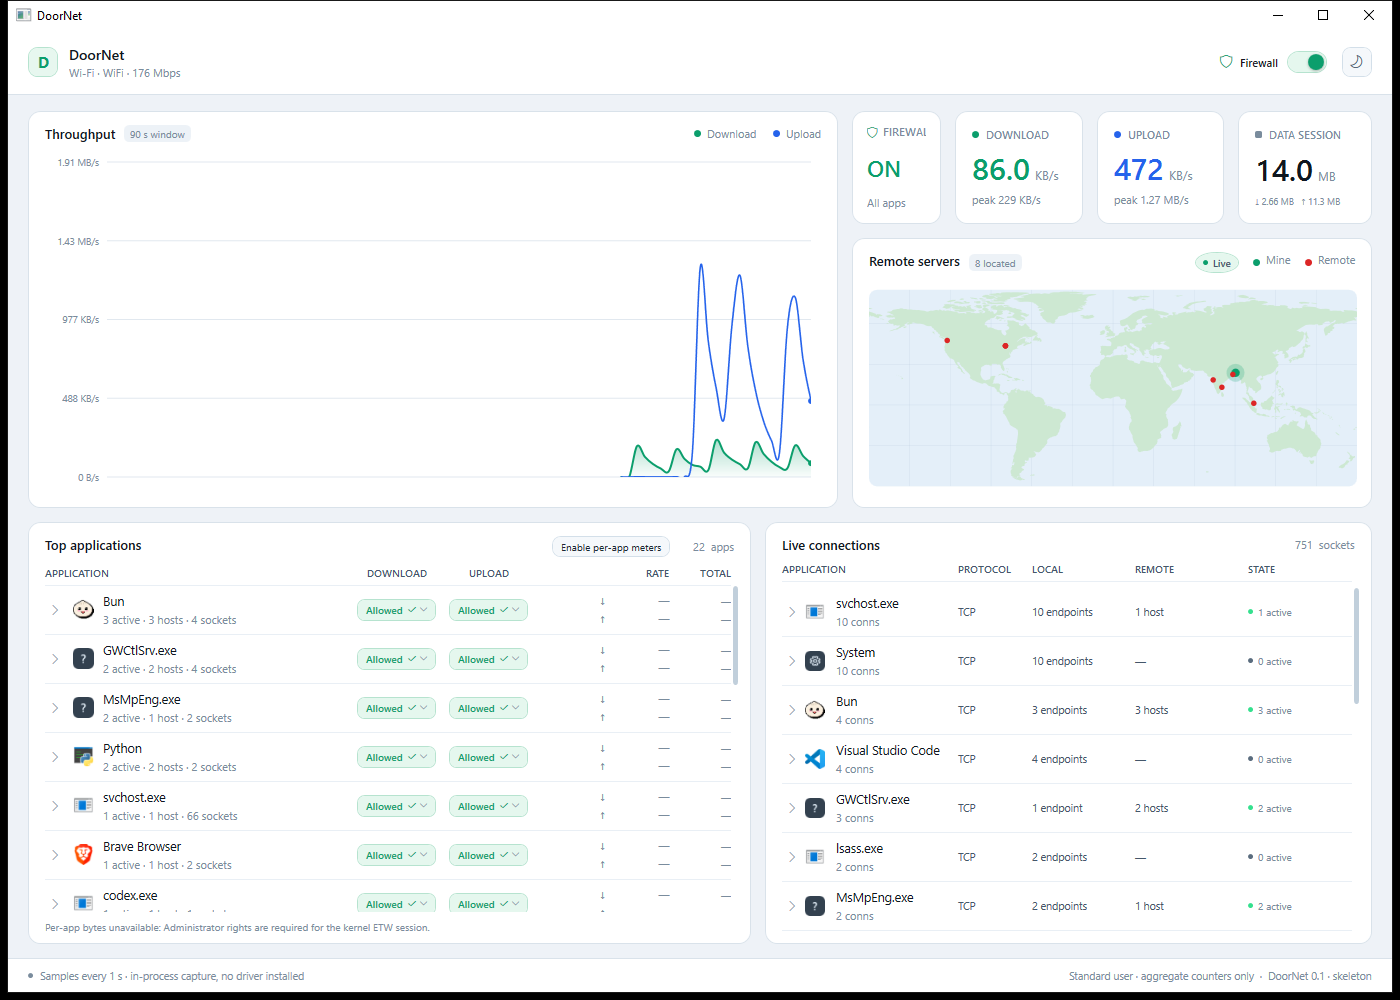 DoorNet
D
DoorNet
Wi-Fi · WiFi · 176 Mbps
Firewall
Throughput
90 s window
Download
Upload
1.91 MB/s
1.43 MB/s
977 KB/s
488 KB/s
0 B/s
FIREWAL
ON
All apps
DOWNLOAD
86.0 KB/s
peak 229 KB/s
UPLOAD
472 KB/s
peak 1.27 MB/s
DATA SESSION
14.0 MB
↓ 2.66 MB ↑ 11.3 MB
Remote servers
8 located
Live
Mine
Remote
Top applications
Enable per-app meters
22 apps
APPLICATION DOWNLOAD UPLOAD RATE TOTAL
Bun
3 active · 3 hosts · 4 sockets
Allowed ✓ Allowed ✓ ↓ — —
↑ — —
GWCtlSrv.exe
2 active · 2 hosts · 4 sockets
Allowed ✓ Allowed ✓ ↓ — —
↑ — —
MsMpEng.exe
2 active · 1 host · 2 sockets
Allowed ✓ Allowed ✓ ↓ — —
↑ — —
Python
2 active · 2 hosts · 2 sockets
Allowed ✓ Allowed ✓ ↓ — —
↑ — —
svchost.exe
1 active · 1 host · 66 sockets
Allowed ✓ Allowed ✓ ↓ — —
↑ — —
Brave Browser
1 active · 1 host · 2 sockets
Allowed ✓ Allowed ✓ ↓ — —
↑ — —
codex.exe
Allowed ✓ Allowed ✓ ↓ — —
Per-app bytes unavailable: Administrator rights are required for the kernel ETW session.
Live connections
751 sockets
APPLICATION PROTOCOL LOCAL REMOTE STATE
svchost.exe
10 conns
TCP 10 endpoints 1 host 1 active
System
10 conns
TCP 10 endpoints — 0 active
Bun
4 conns
TCP 3 endpoints 3 hosts 3 active
Visual Studio Code
4 conns
TCP 4 endpoints — 0 active
GWCtlSrv.exe
3 conns
TCP 1 endpoint 2 hosts 2 active
lsass.exe
2 conns
TCP 2 endpoints — 0 active
MsMpEng.exe
2 conns
TCP 2 endpoints 1 host 2 active
Samples every 1 s · in-process capture, no driver installed
Standard user · aggregate counters only · DoorNet 0.1 · skeleton